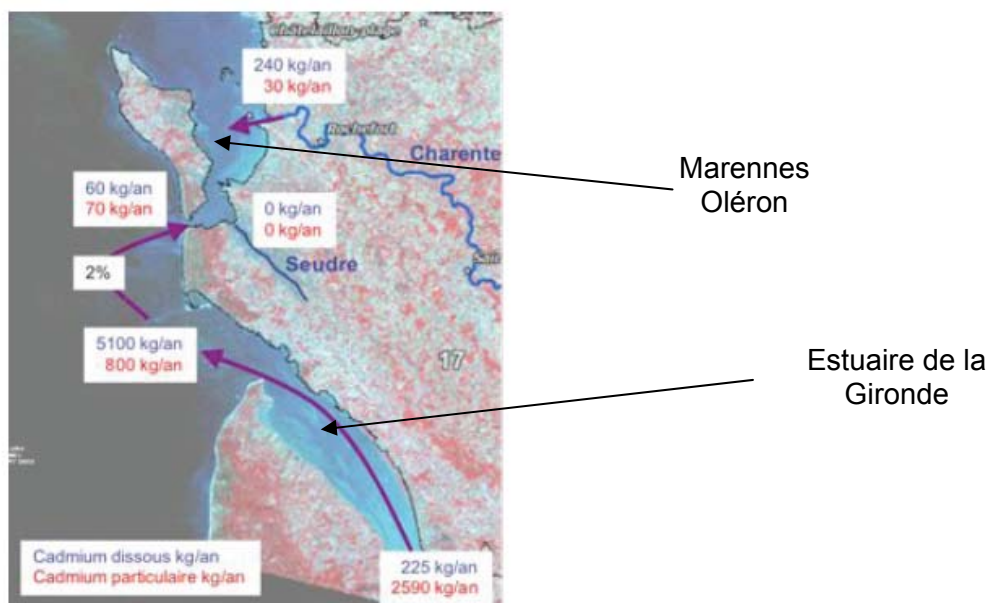 Châtelaillon-plage
240 kg/an
30 kg/an
Rochefort
Charente
Marennes
Oléron
60 kg/an
70 kg/an
0 kg/an
0 kg/an
Seudre
2%
5100 kg/an
800 kg/an
17
Estuaire de la
Gironde
Cadmium dissous kg/an
Cadmium particulaire kg/an
225 kg/an
2590 kg/an